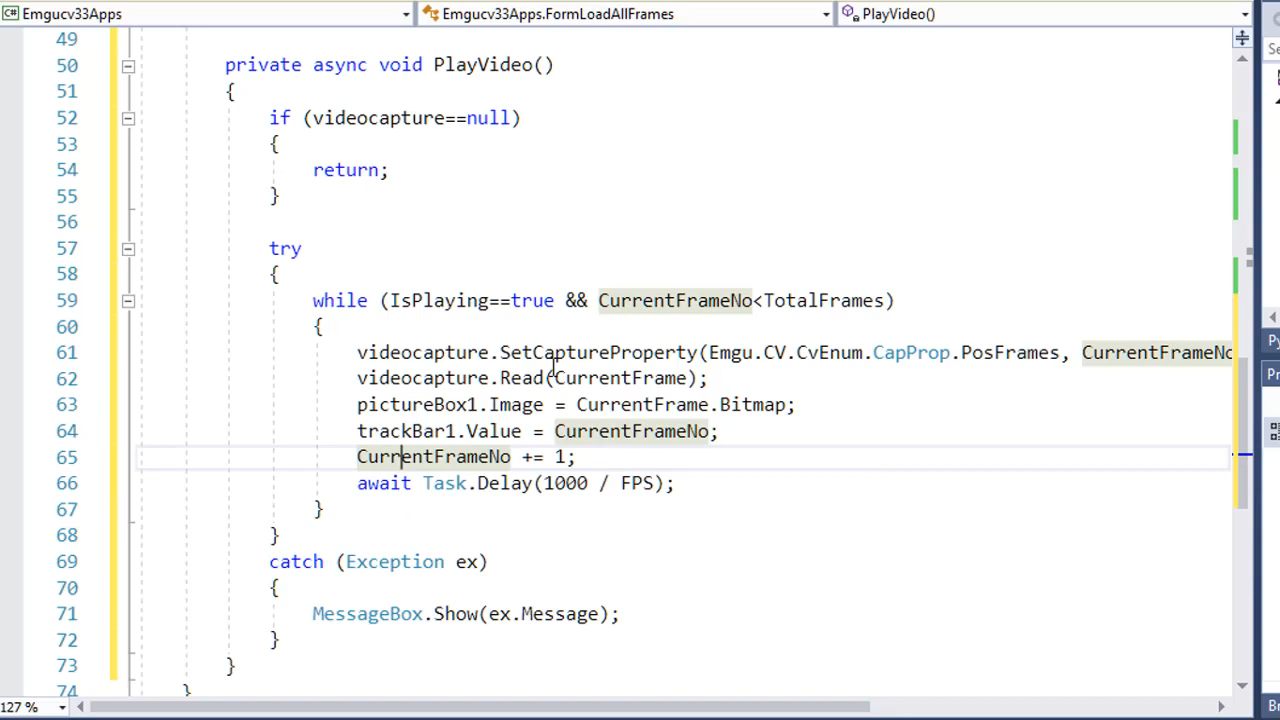 Emgucv33Apps
Emgucv33Apps.FormLoadAllFrames
PlayVideo()
49
50 private async void PlayVideo()
51 {
52 if (videocapture==null)
53 {
54 return;
55 }
56
57 try
58 {
59 while (IsPlaying==true && CurrentFrameNo<TotalFrames)
60 {
61 videocapture.SetCaptureProperty(Emgu.CV.CvEnum.CapProp.PosFrames, CurrentFrameNo
62 videocapture.Read(CurrentFrame);
63 pictureBox1.Image = CurrentFrame.Bitmap;
64 trackBar1.Value = CurrentFrameNo;
65 CurrentFrameNo += 1;
66 await Task.Delay(1000 / FPS);
67 }
68 }
69 catch (Exception ex)
70 {
71 MessageBox.Show(ex.Message);
72 }
73 }
74 }
127 %
Se
Py
Pr
Br